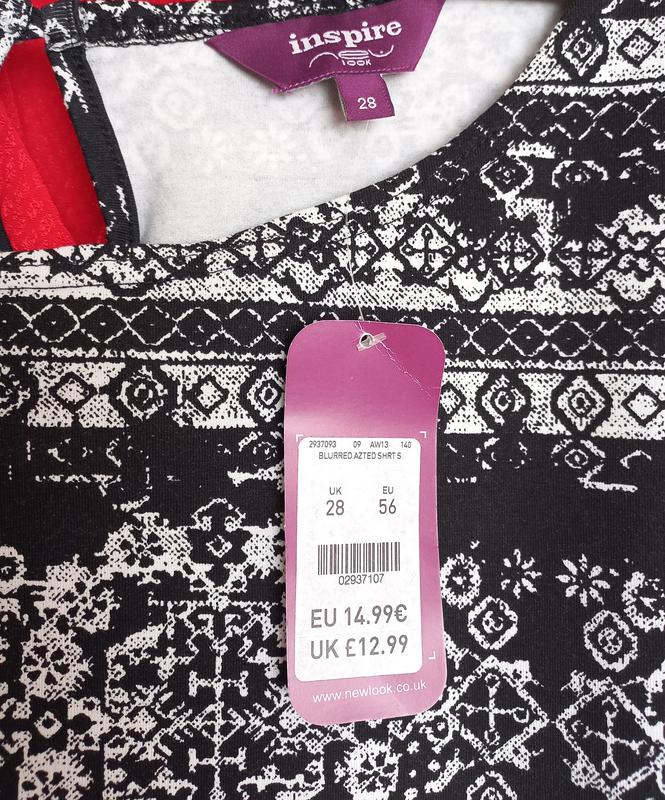 inspire
LOOK
28
2937093 09 AW13 140
BLURRED AZTED SHRT S
UK EU
28 56
02937107
EU 14.99€
UK £12.99
www.newlook.co.uk